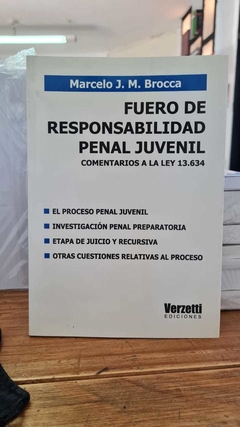 Marcelo J. M. Brocca
FUERO DE
RESPONSABILIDAD
PENAL JUVENIL
COMENTARIOS A LA LEY 13.634
EL PROCESO PENAL JUVENIL
INVESTIGACIÓN PENAL PREPARATORIA
ETAPA DE JUICIO Y RECURSIVA
OTRAS CUESTIONES RELATIVAS AL PROCESO
Verzetti
EDICIONES